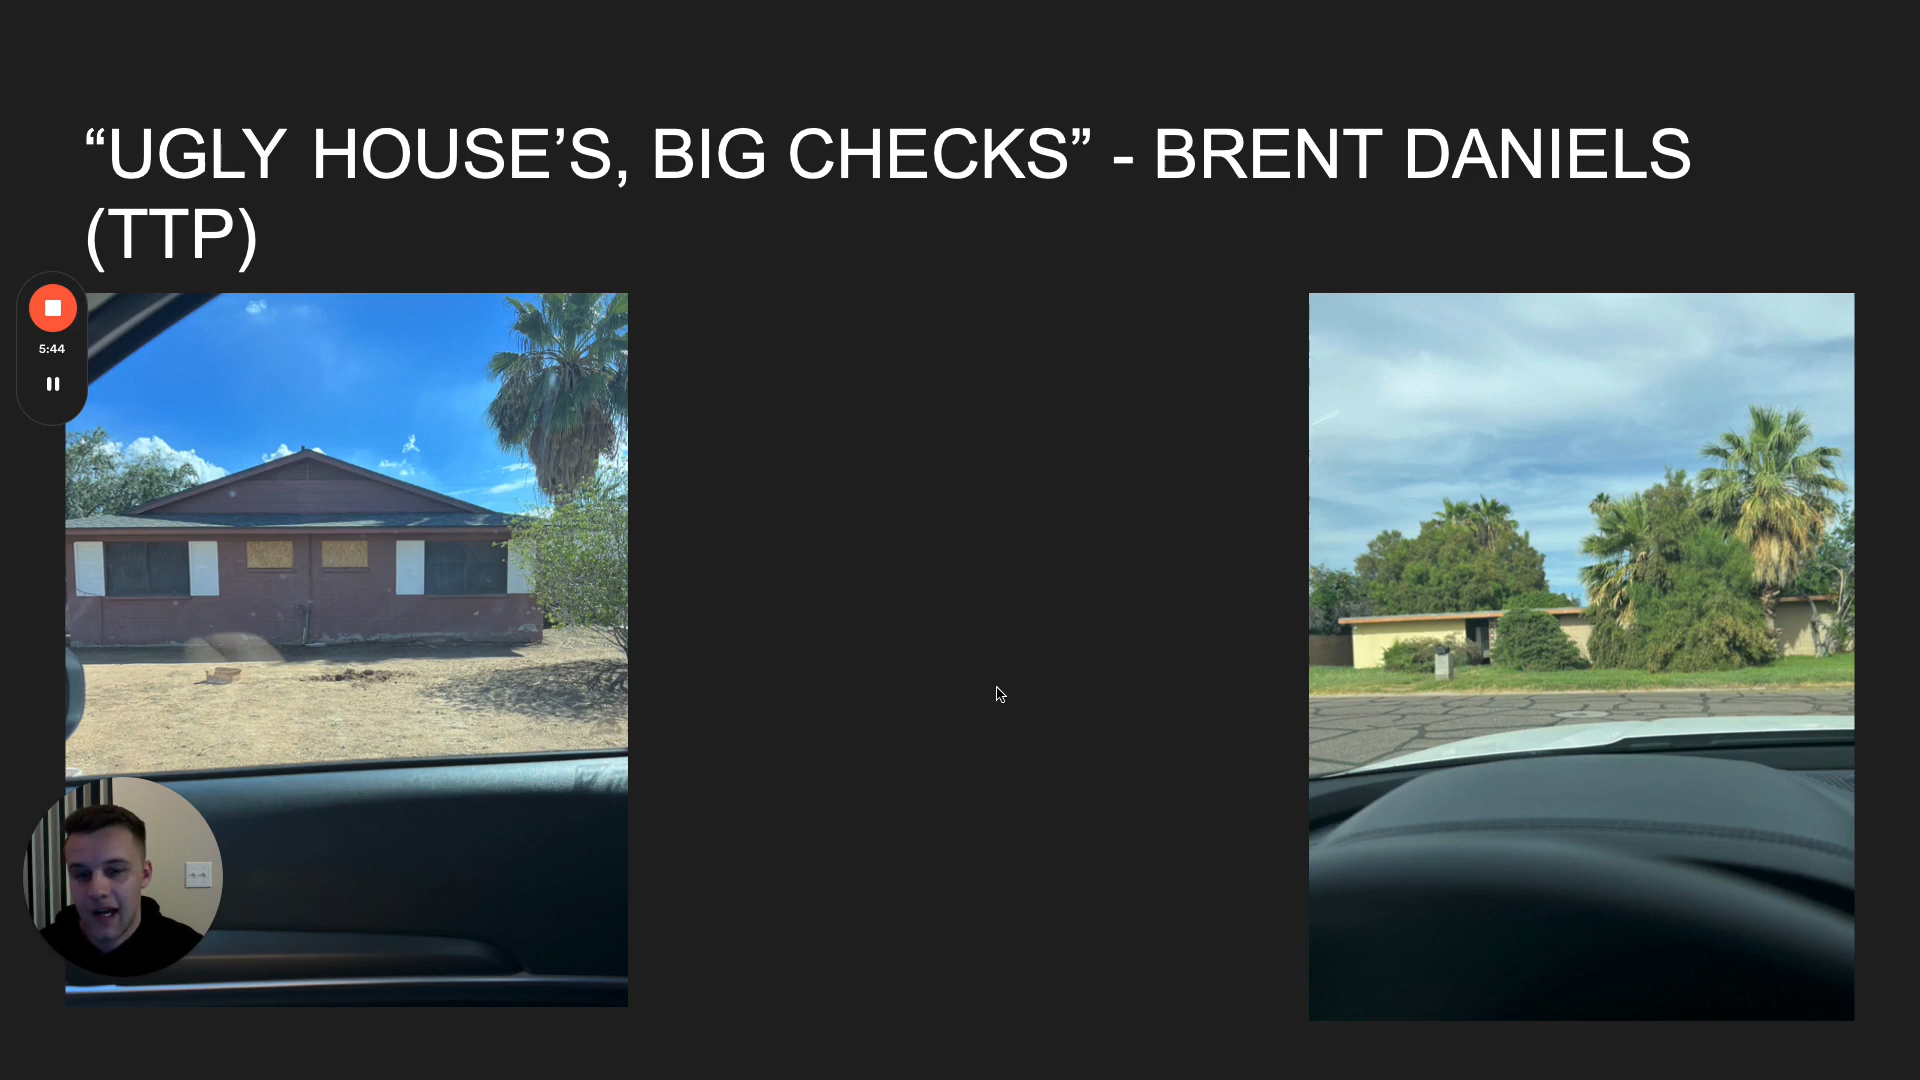 “UGLY HOUSE’S, BIG CHECKS” - BRENT DANIELS
(TTP)
5:44